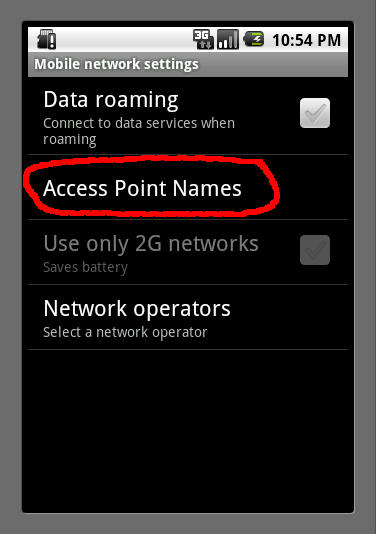 3G
10:54 PM
Mobile network settings
Data roaming
Connect to data services when
roaming
Access Point Names
Use only 2G networks
Saves battery
Network operators
Select a network operator